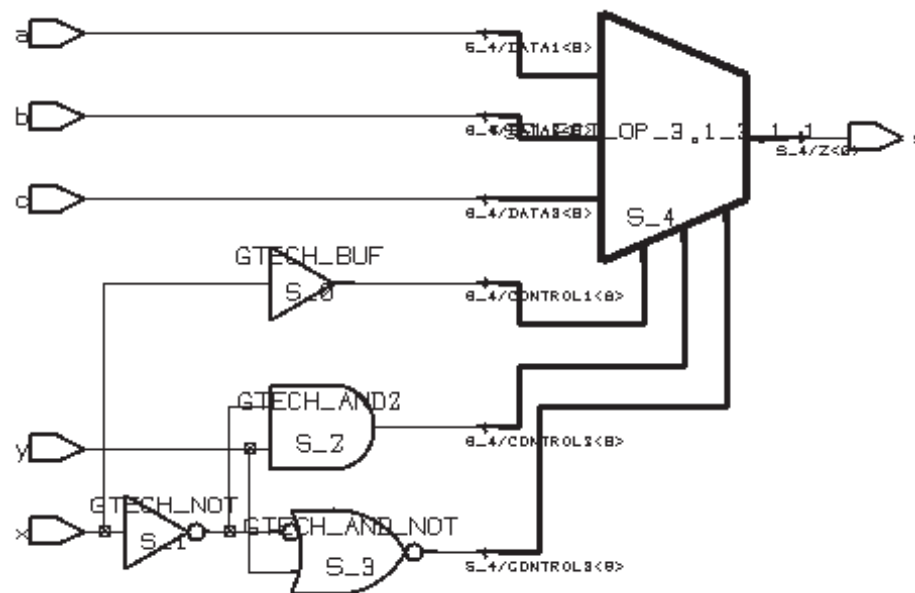 a
S_4/DATA1<0>
b
c
S_4/DATA3<0>
S_4/Z<0>
S_4
GTECH_BUF
S_0
S_4/CONTROL1<0>
GTECH_AND2
S_2
S_4/CONTROL2<0>
y
GTECH_NOT
x
S_1
GTECH_AND_NOT
S_3
S_4/CONTROL3<0>